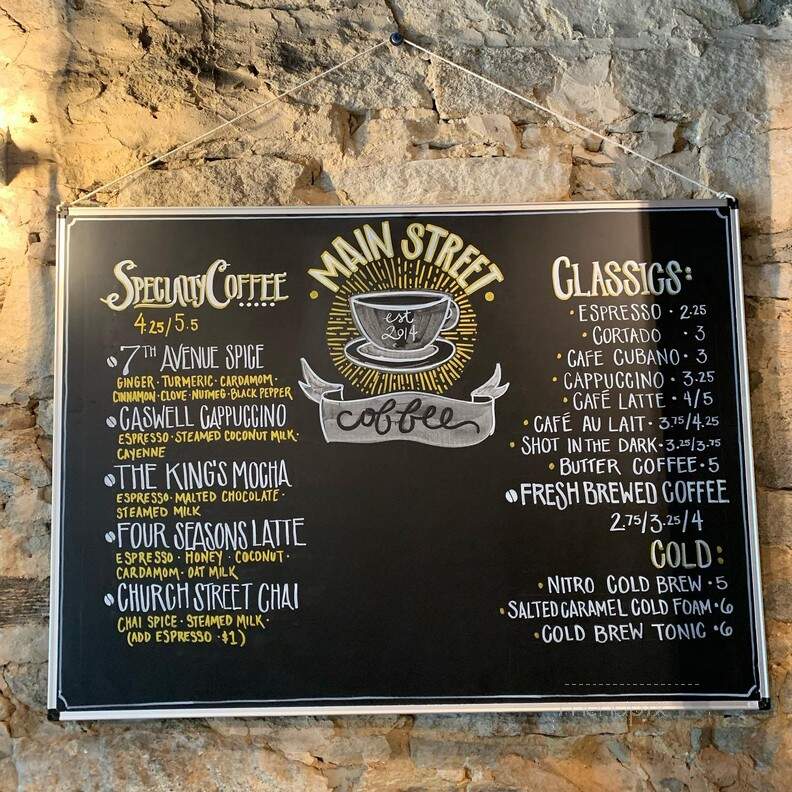 MAIN STREET
est
2014
coffee
SPECIALTY COFFEE
4.25/5.5
7TH AVENUE SPICE
GINGER · TURMERIC · CARDAMOM ·
CINNAMON · CLOVE · NUTMEG · BLACK PEPPER
CASWELL CAPPUCCINO
ESPRESSO · STEAMED COCONUT MILK ·
CAYENNE
THE KING'S MOCHA
ESPRESSO · MALTED CHOCOLATE ·
STEAMED MILK
FOUR SEASONS LATTE
ESPRESSO · HONEY · COCONUT ·
CARDAMOM · OAT MILK
CHURCH STREET CHAI
CHAI SPICE · STEAMED MILK ·
(ADD ESPRESSO · $1)
CLASSICS:
· ESPRESSO · 2.25
· CORTADO · 3
· CAFE CUBANO · 3
· CAPPUCCINO · 3.25
· CAFÉ LATTE · 4/5
· CAFÉ AU LAIT · 3.75/4.25
· SHOT IN THE DARK · 3.25/3.75
· BUTTER COFFEE · 5
FRESH BREWED COFFEE
2.75/3.25/4
COLD:
· NITRO COLD BREW · 5
· SALTED CARAMEL COLD FOAM · 6
· COLD BREW TONIC · 6